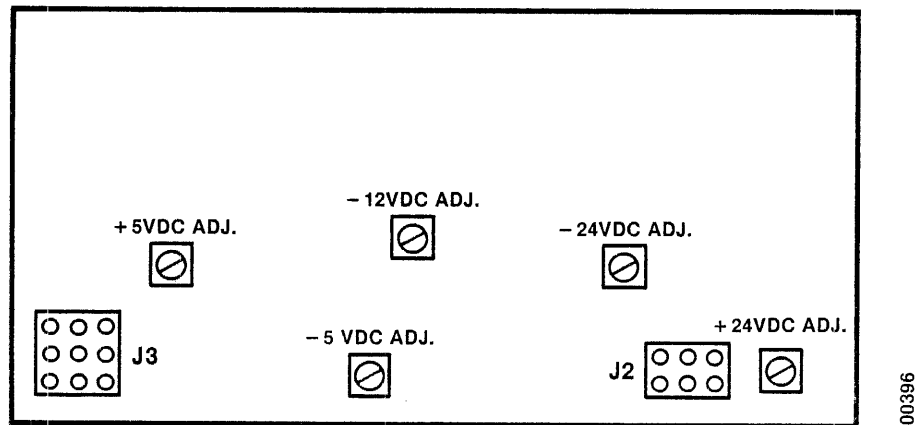 − 12VDC ADJ.
+ 5VDC ADJ.
− 24VDC ADJ.
+ 24VDC ADJ.
− 5 VDC ADJ.
J3
J2
00396